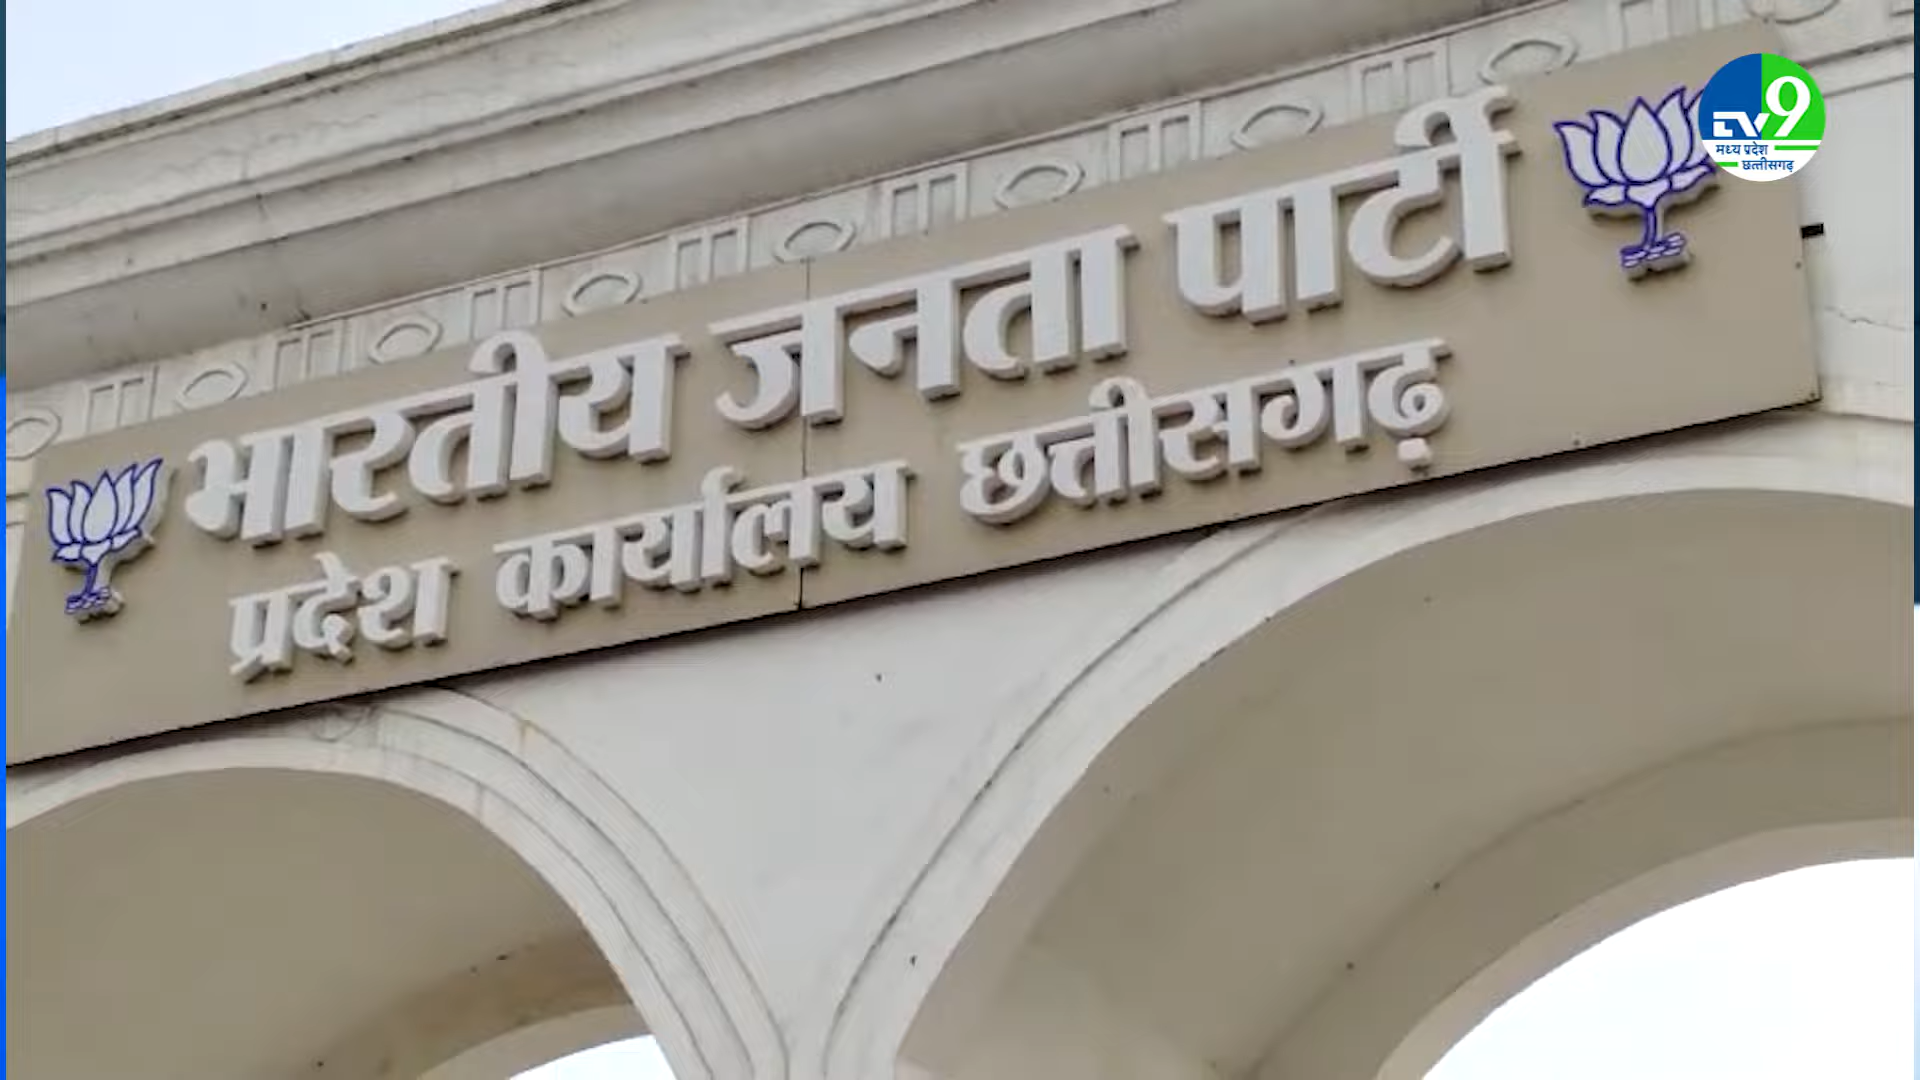 भारतीय जनता पार्टी
प्रदेश कार्यालय छत्तीसगढ़
TV9
मध्य प्रदेश
छत्तीसगढ़